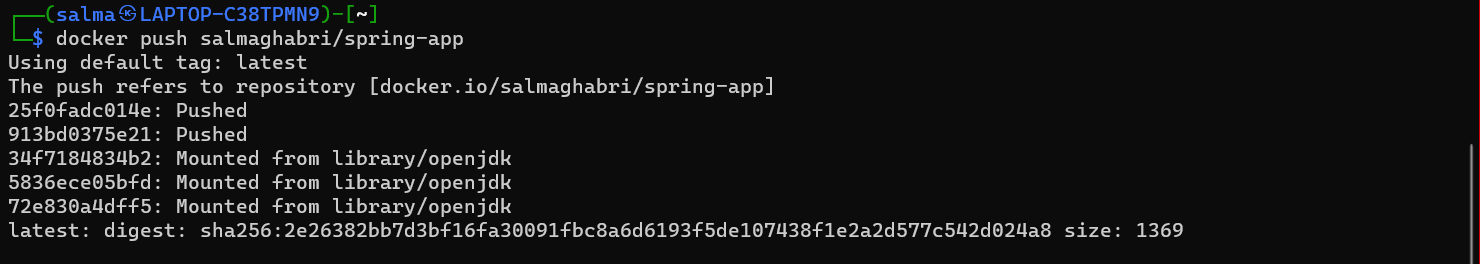 ┌──(salma㉿LAPTOP-C38TPMN9)-[~]
└─$ docker push salmaghabri/spring-app
Using default tag: latest
The push refers to repository [docker.io/salmaghabri/spring-app]
25f0fadc014e: Pushed
913bd0375e21: Pushed
34f7184834b2: Mounted from library/openjdk
5836ece05bfd: Mounted from library/openjdk
72e830a4dff5: Mounted from library/openjdk
latest: digest: sha256:2e26382bb7d3bf16fa30091fbc8a6d6193f5de107438f1e2a2d577c542d024a8 size: 1369